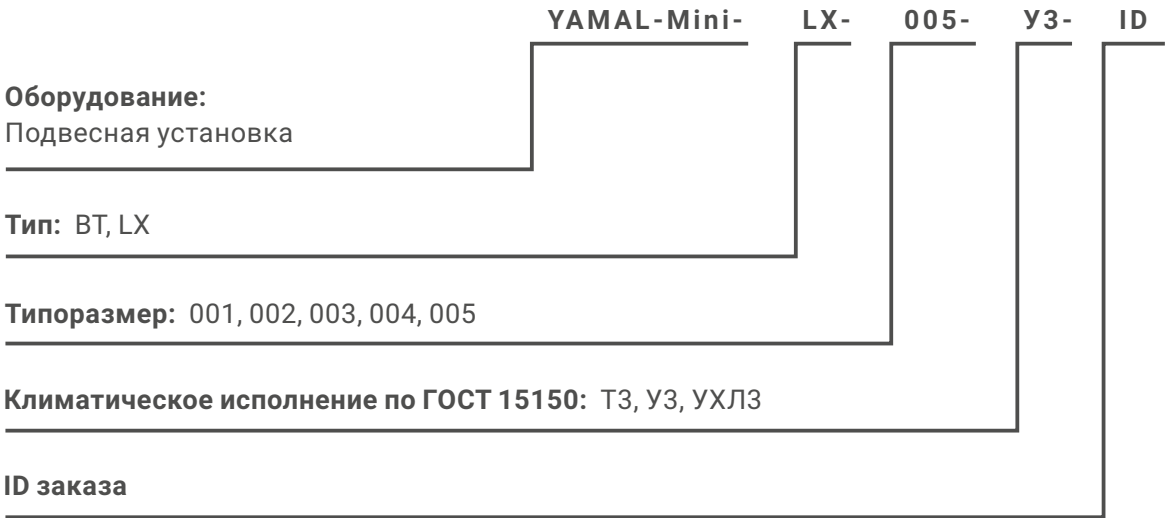 YAMAL-Mini- LX- 005- У3- ID
Оборудование:
Подвесная установка
Тип: BT, LX
Типоразмер: 001, 002, 003, 004, 005
Климатическое исполнение по ГОСТ 15150: Т3, У3, УХЛ3
ID заказа